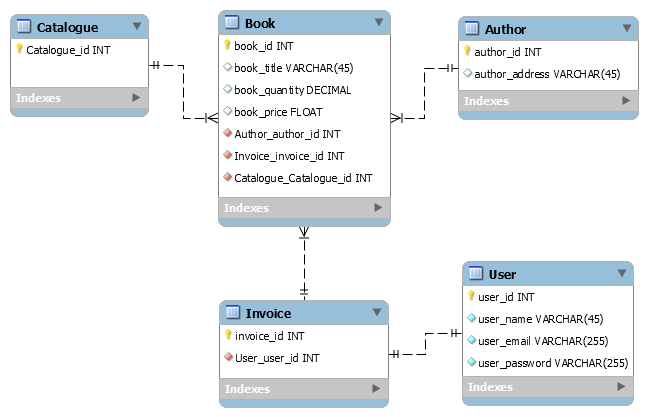 Catalogue
Catalogue_id INT
Indexes
Book
book_id INT
book_title VARCHAR(45)
book_quantity DECIMAL
book_price FLOAT
Author_author_id INT
Invoice_invoice_id INT
Catalogue_Catalogue_id INT
Indexes
Author
author_id INT
author_address VARCHAR(45)
Indexes
Invoice
invoice_id INT
User_user_id INT
Indexes
User
user_id INT
user_name VARCHAR(45)
user_email VARCHAR(255)
user_password VARCHAR(255)
Indexes